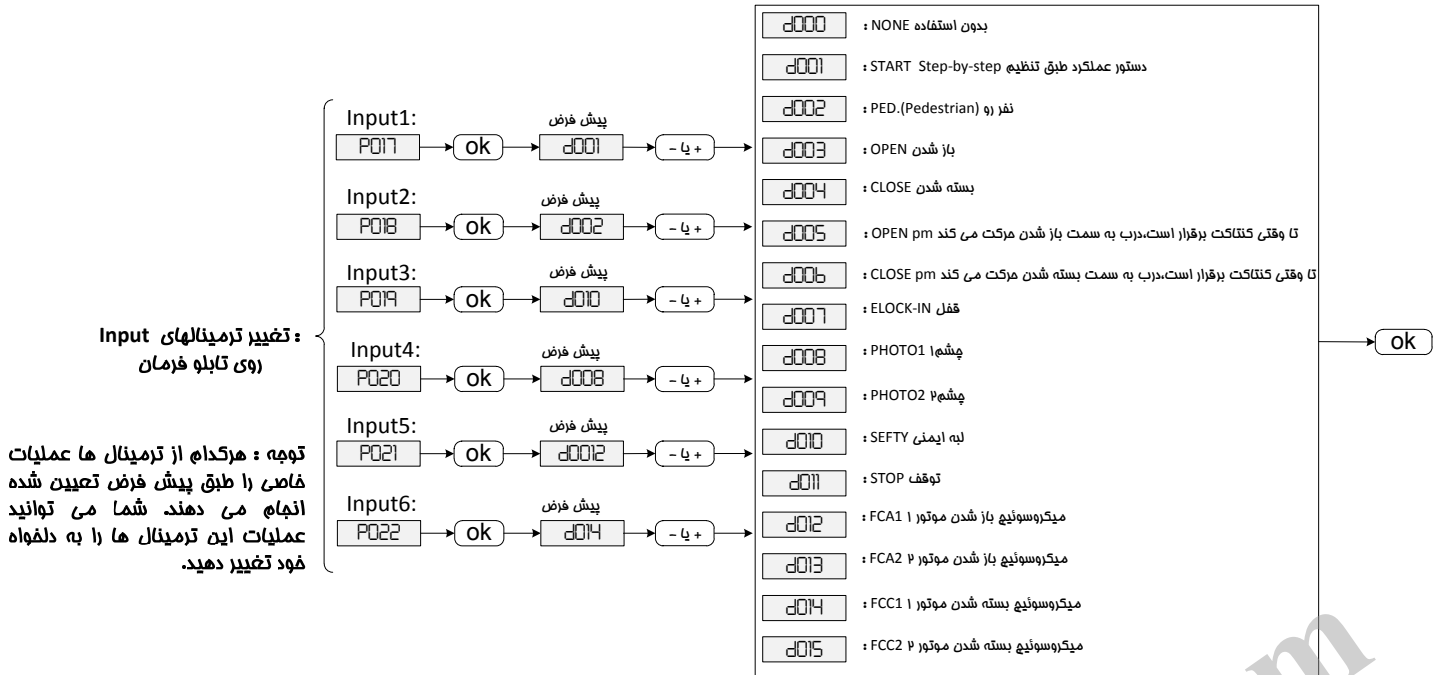 : تغییر ترمینالهای Input
روی تابلو فرمان
توجه : هرکدام از ترمینال ها عملیات
خاصی را طبق پیش فرض تعیین شده
انجام می دهند. شما می توانید
عملیات این ترمینال ها را به دلخواه
خود تغییر دهید.
Input1:
پیش فرض
P017 ok d001 + یا -
Input2:
پیش فرض
P018 ok d002 + یا -
Input3:
پیش فرض
P019 ok d010 + یا -
Input4:
پیش فرض
P020 ok d008 + یا -
Input5:
پیش فرض
P021 ok d0012 + یا -
Input6:
پیش فرض
P022 ok d014 + یا -
d000 : NONE بدون استفاده
d001 : START Step-by-step دستور عملکرد طبق تنظیم
d002 : PED.(Pedestrian) نفر رو
d003 : OPEN باز شدن
d004 : CLOSE بسته شدن
d005 : OPEN pm تا وقتی کنتاکت برقرار است،درب به سمت باز شدن حرکت می کند
d006 : CLOSE pm تا وقتی کنتاکت برقرار است،درب به سمت بسته شدن حرکت می کند
d007 : ELOCK-IN قفل
d008 : PHOTO1 چشم۱
d009 : PHOTO2 چشم۲
d010 : SEFTY لبه ایمنی
d011 : STOP توقف
d012 : FCA1 میکروسوئیچ باز شدن موتور ۱
d013 : FCA2 میکروسوئیچ باز شدن موتور ۲
d014 : FCC1 میکروسوئیچ بسته شدن موتور ۱
d015 : FCC2 میکروسوئیچ بسته شدن موتور ۲
ok
m